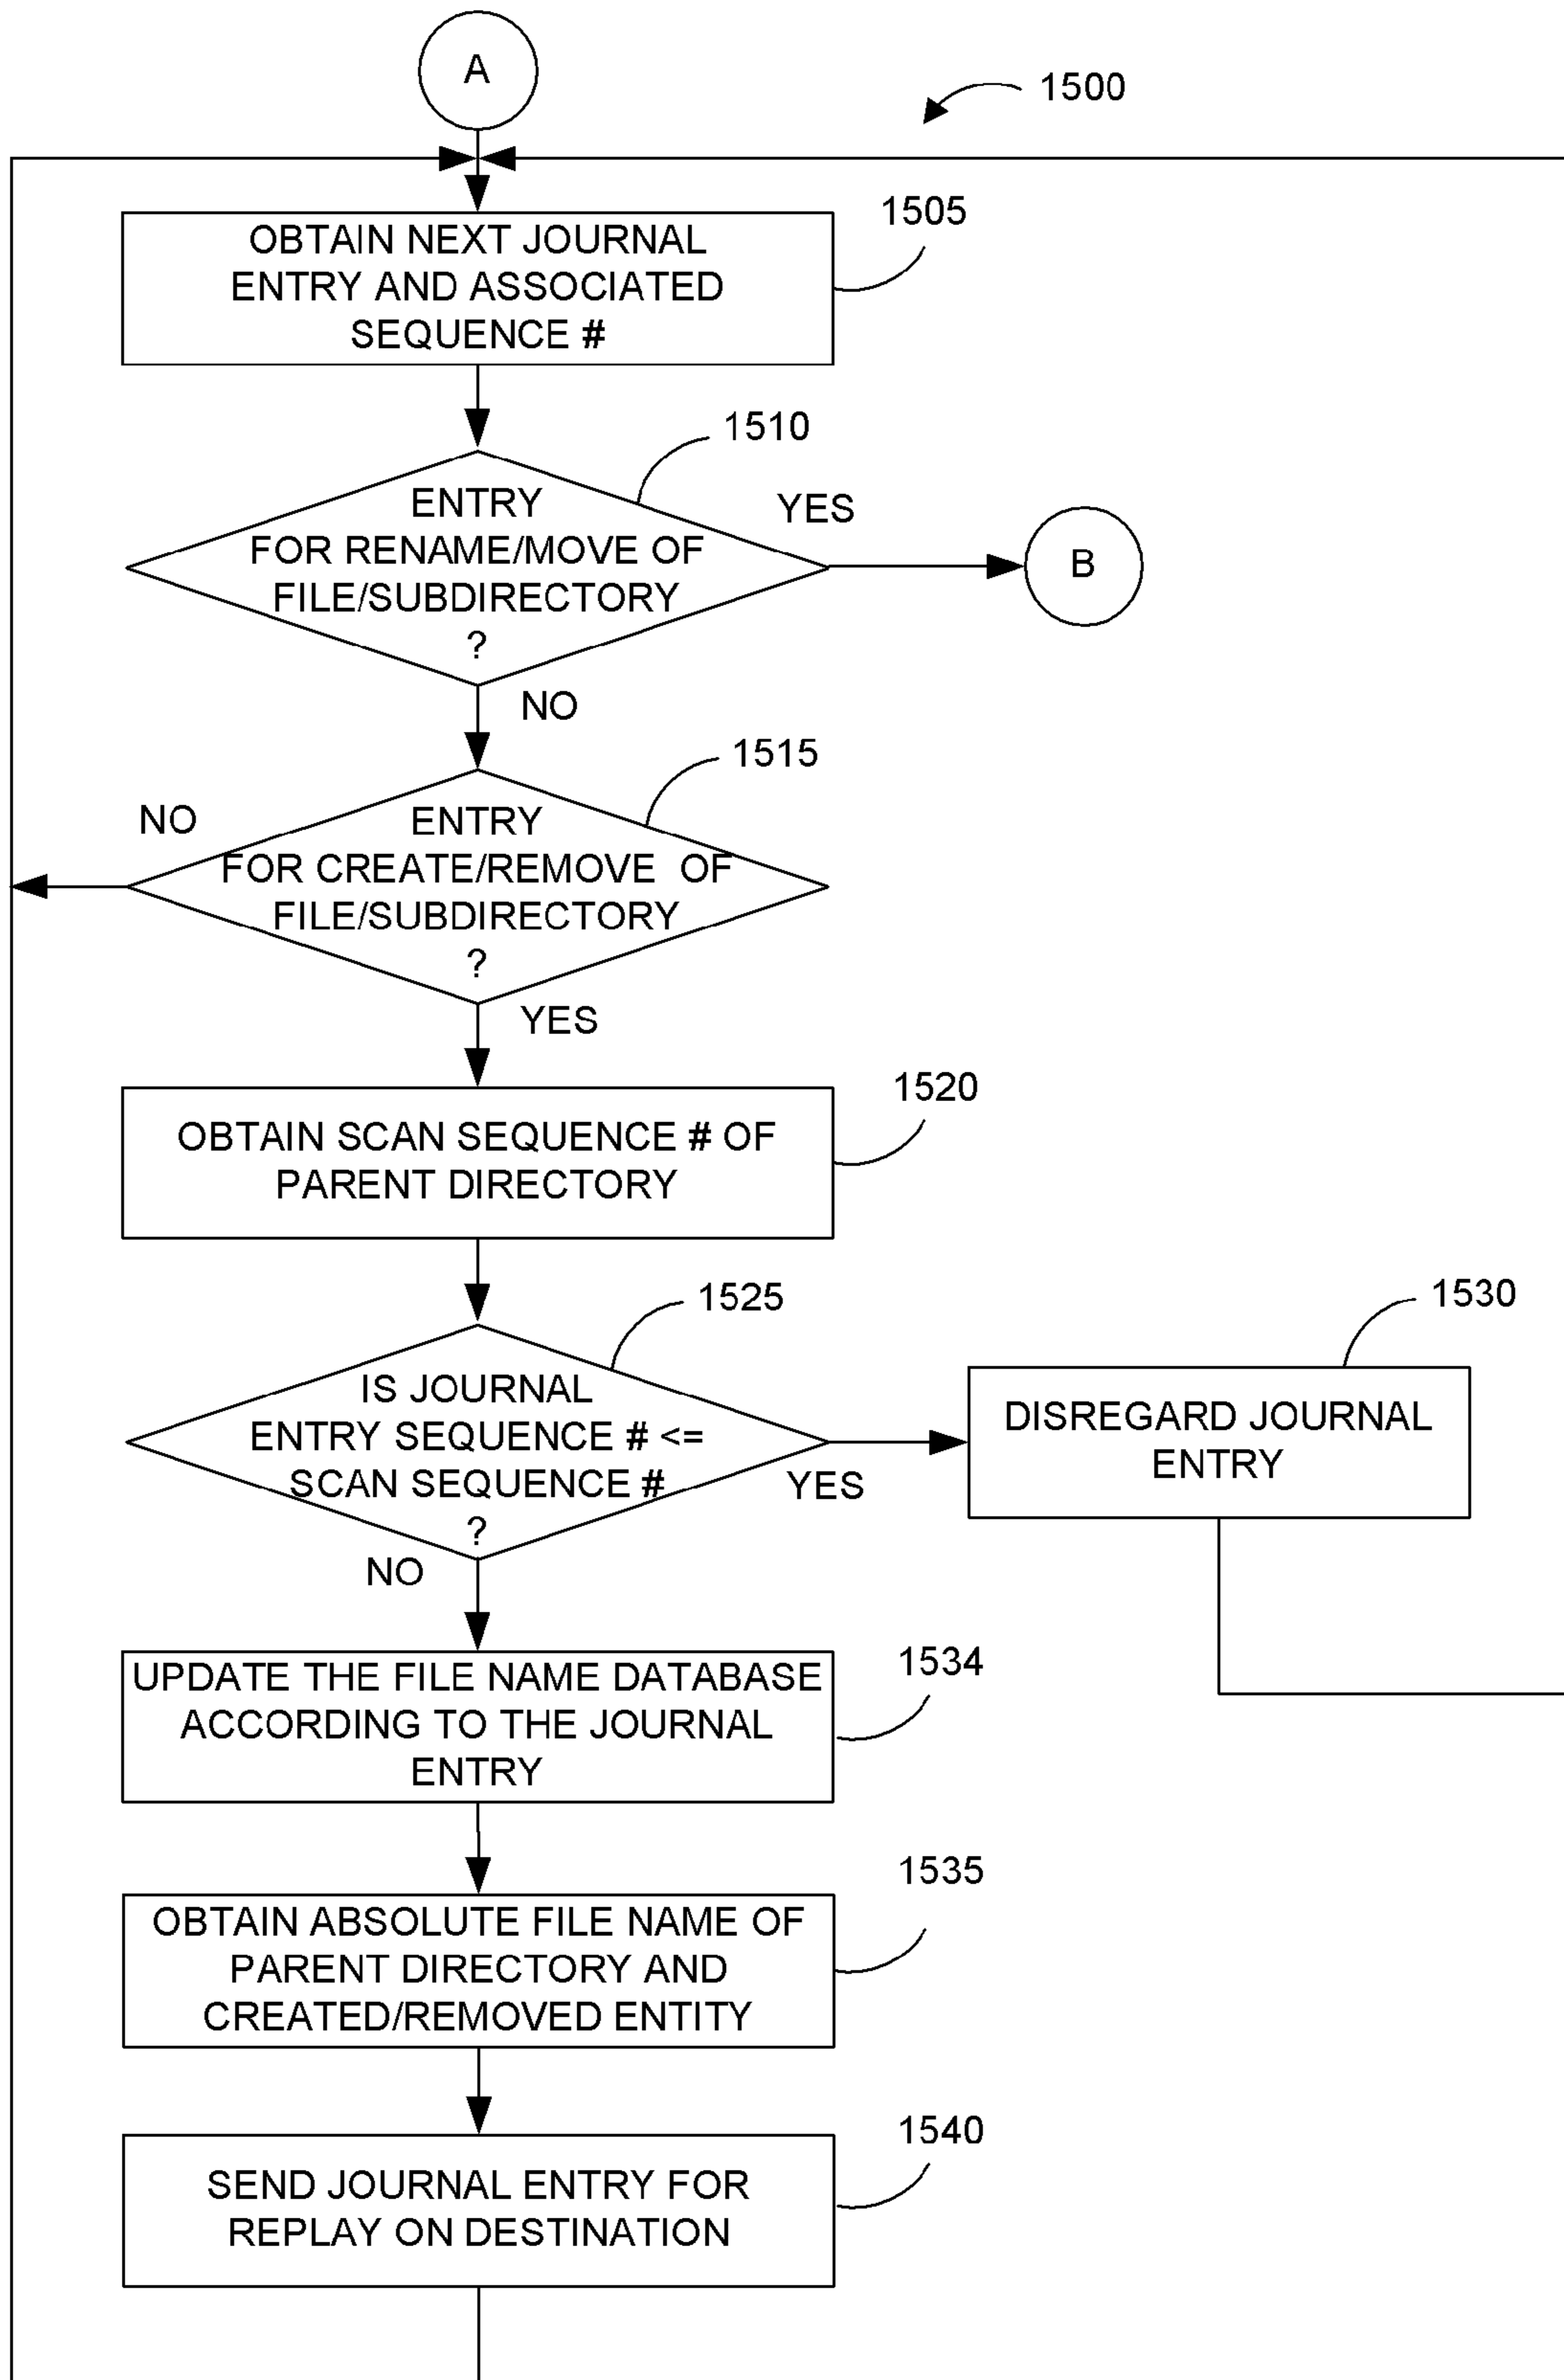 A
1500
OBTAIN NEXT JOURNAL
ENTRY AND ASSOCIATED
SEQUENCE #
1505
1510
ENTRY
FOR RENAME/MOVE OF
FILE/SUBDIRECTORY
?
YES
B
NO
1515
NO
ENTRY
FOR CREATE/REMOVE OF
FILE/SUBDIRECTORY
?
YES
1520
OBTAIN SCAN SEQUENCE # OF
PARENT DIRECTORY
1525
IS JOURNAL
ENTRY SEQUENCE # <=
SCAN SEQUENCE #
?
YES
1530
DISREGARD JOURNAL
ENTRY
NO
1534
UPDATE THE FILE NAME DATABASE
ACCORDING TO THE JOURNAL
ENTRY
1535
OBTAIN ABSOLUTE FILE NAME OF
PARENT DIRECTORY AND
CREATED/REMOVED ENTITY
1540
SEND JOURNAL ENTRY FOR
REPLAY ON DESTINATION